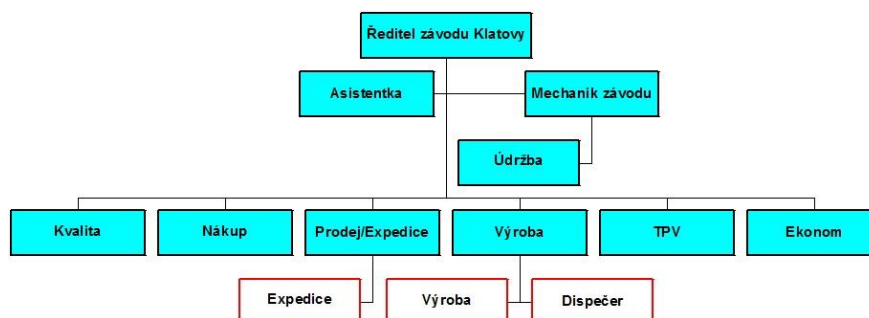 Ředitel závodu Klatovy
Asistentka
Mechanik závodu
Údržba
Kvalita
Nákup
Prodej/Expedice
Výroba
TPV
Ekonom
Expedice
Výroba
Dispečer